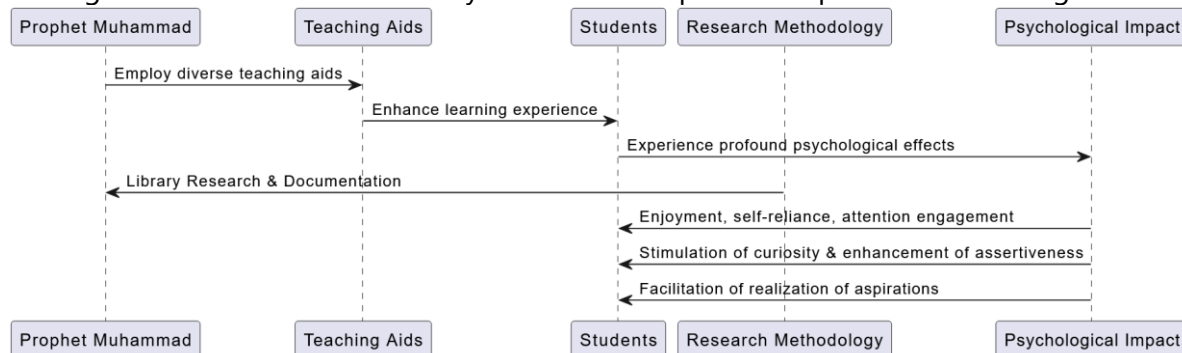 Prophet Muhammad Teaching Aids Students Research Methodology Psychological Impact
Employ diverse teaching aids
Enhance learning experience
Experience profound psychological effects
Library Research & Documentation
Enjoyment, self-reliance, attention engagement
Stimulation of curiosity & enhancement of assertiveness
Facilitation of realization of aspirations
Prophet Muhammad Teaching Aids Students Research Methodology Psychological Impact